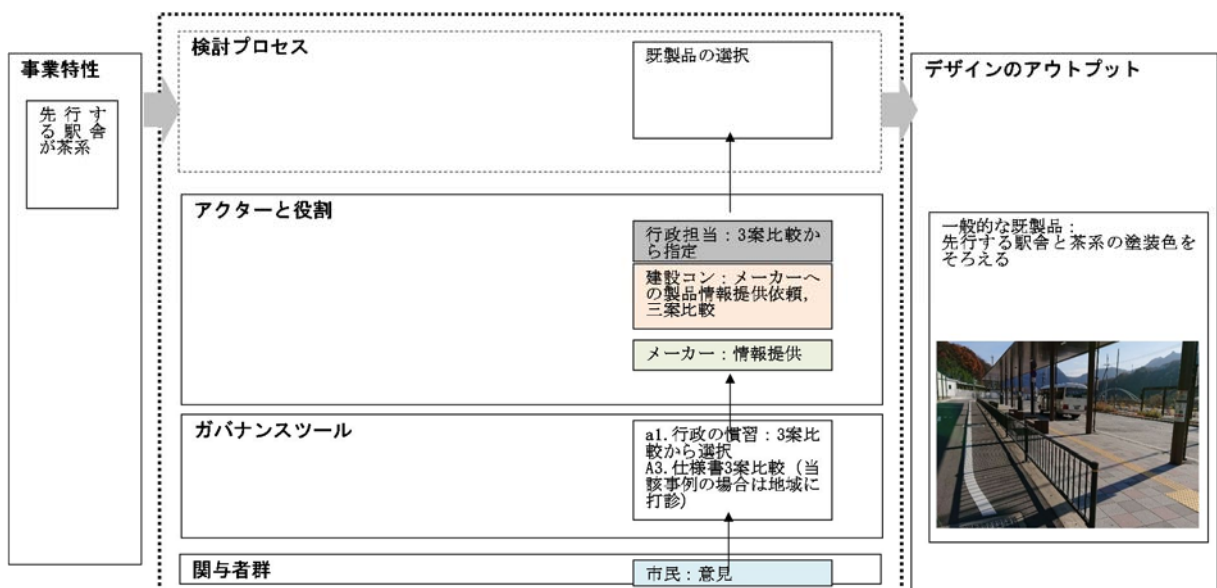 事業特性
先行す
る駅舎
が茶系
検討プロセス
既製品の選択
アクターと役割
行政担当：3案比較か
ら指定
建設コン：メーカーへ
の製品情報提供依頼，
三案比較
メーカー：情報提供
ガバナンスツール
a1.行政の慣習：3案比
較から選択
A3.仕様書3案比較（当
該事例の場合は地域に
打診）
関与者群
市民：意見
デザインのアウトプット
一般的な既製品：
先行する駅舎と茶系の塗装色を
そろえる